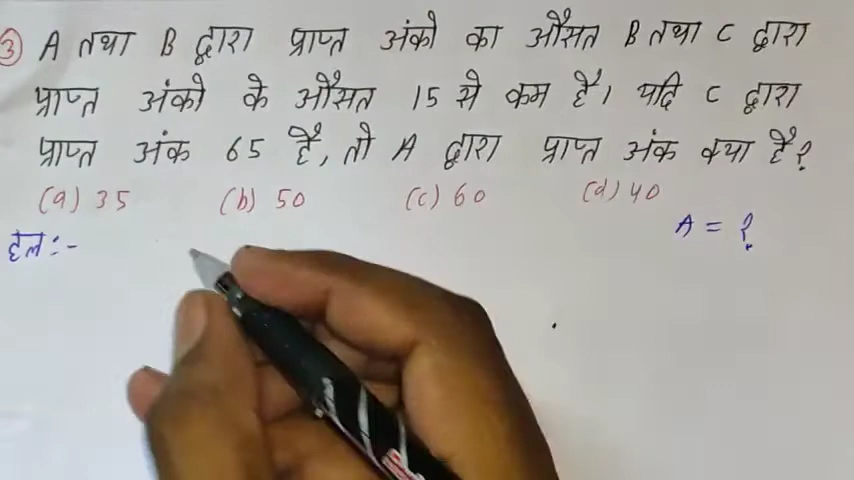 ③ A तथा B द्वारा प्राप्त अंको का औसत B तथा C द्वारा
प्राप्त अंको के औसत 15 से कम है। यदि C द्वारा
प्राप्त अंक 65 है, तो A द्वारा प्राप्त अंक क्या है?
(a) 35 (b) 50 (c) 60 (d) 40
A = ?
हल:-